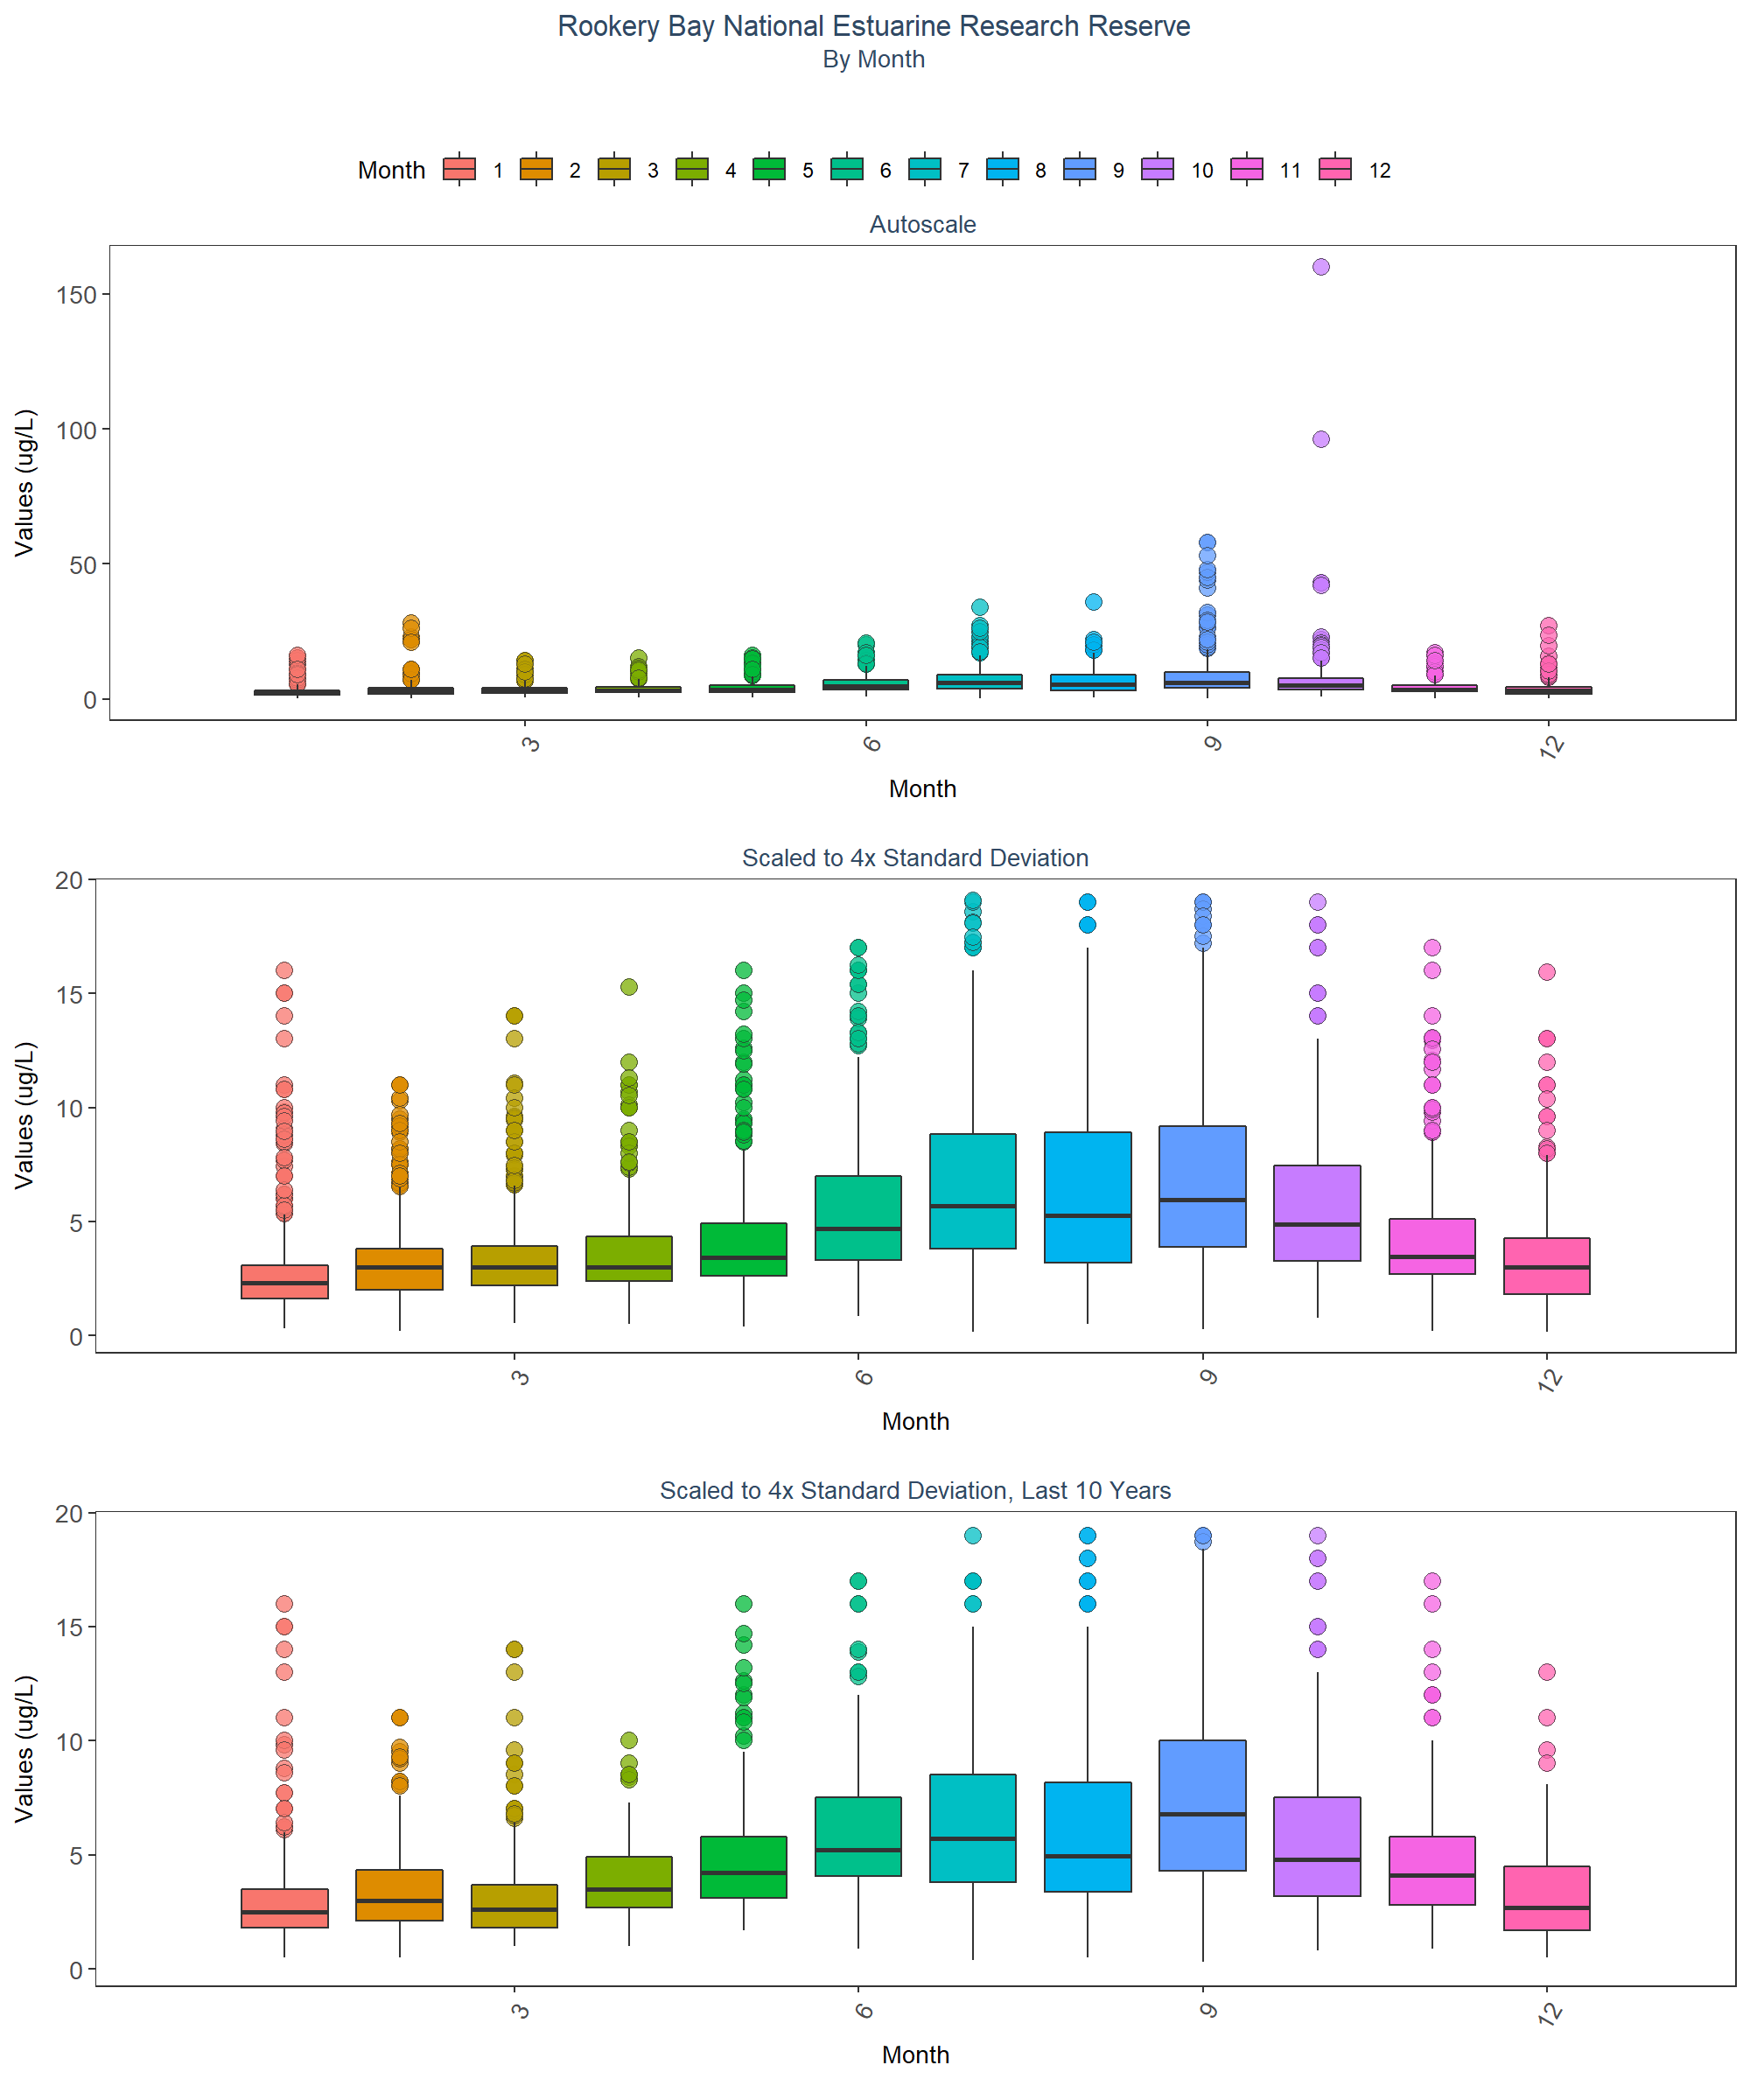 Rookery Bay National Estuarine Research Reserve
By Month
Month 1 2 3 4 5 6 7 8 9 10 11 12
Autoscale
Values (ug/L)
150
100
50
0
3 6 9 12
Month
Scaled to 4x Standard Deviation
Values (ug/L)
20
15
10
5
0
3 6 9 12
Month
Scaled to 4x Standard Deviation, Last 10 Years
Values (ug/L)
20
15
10
5
0
3 6 9 12
Month